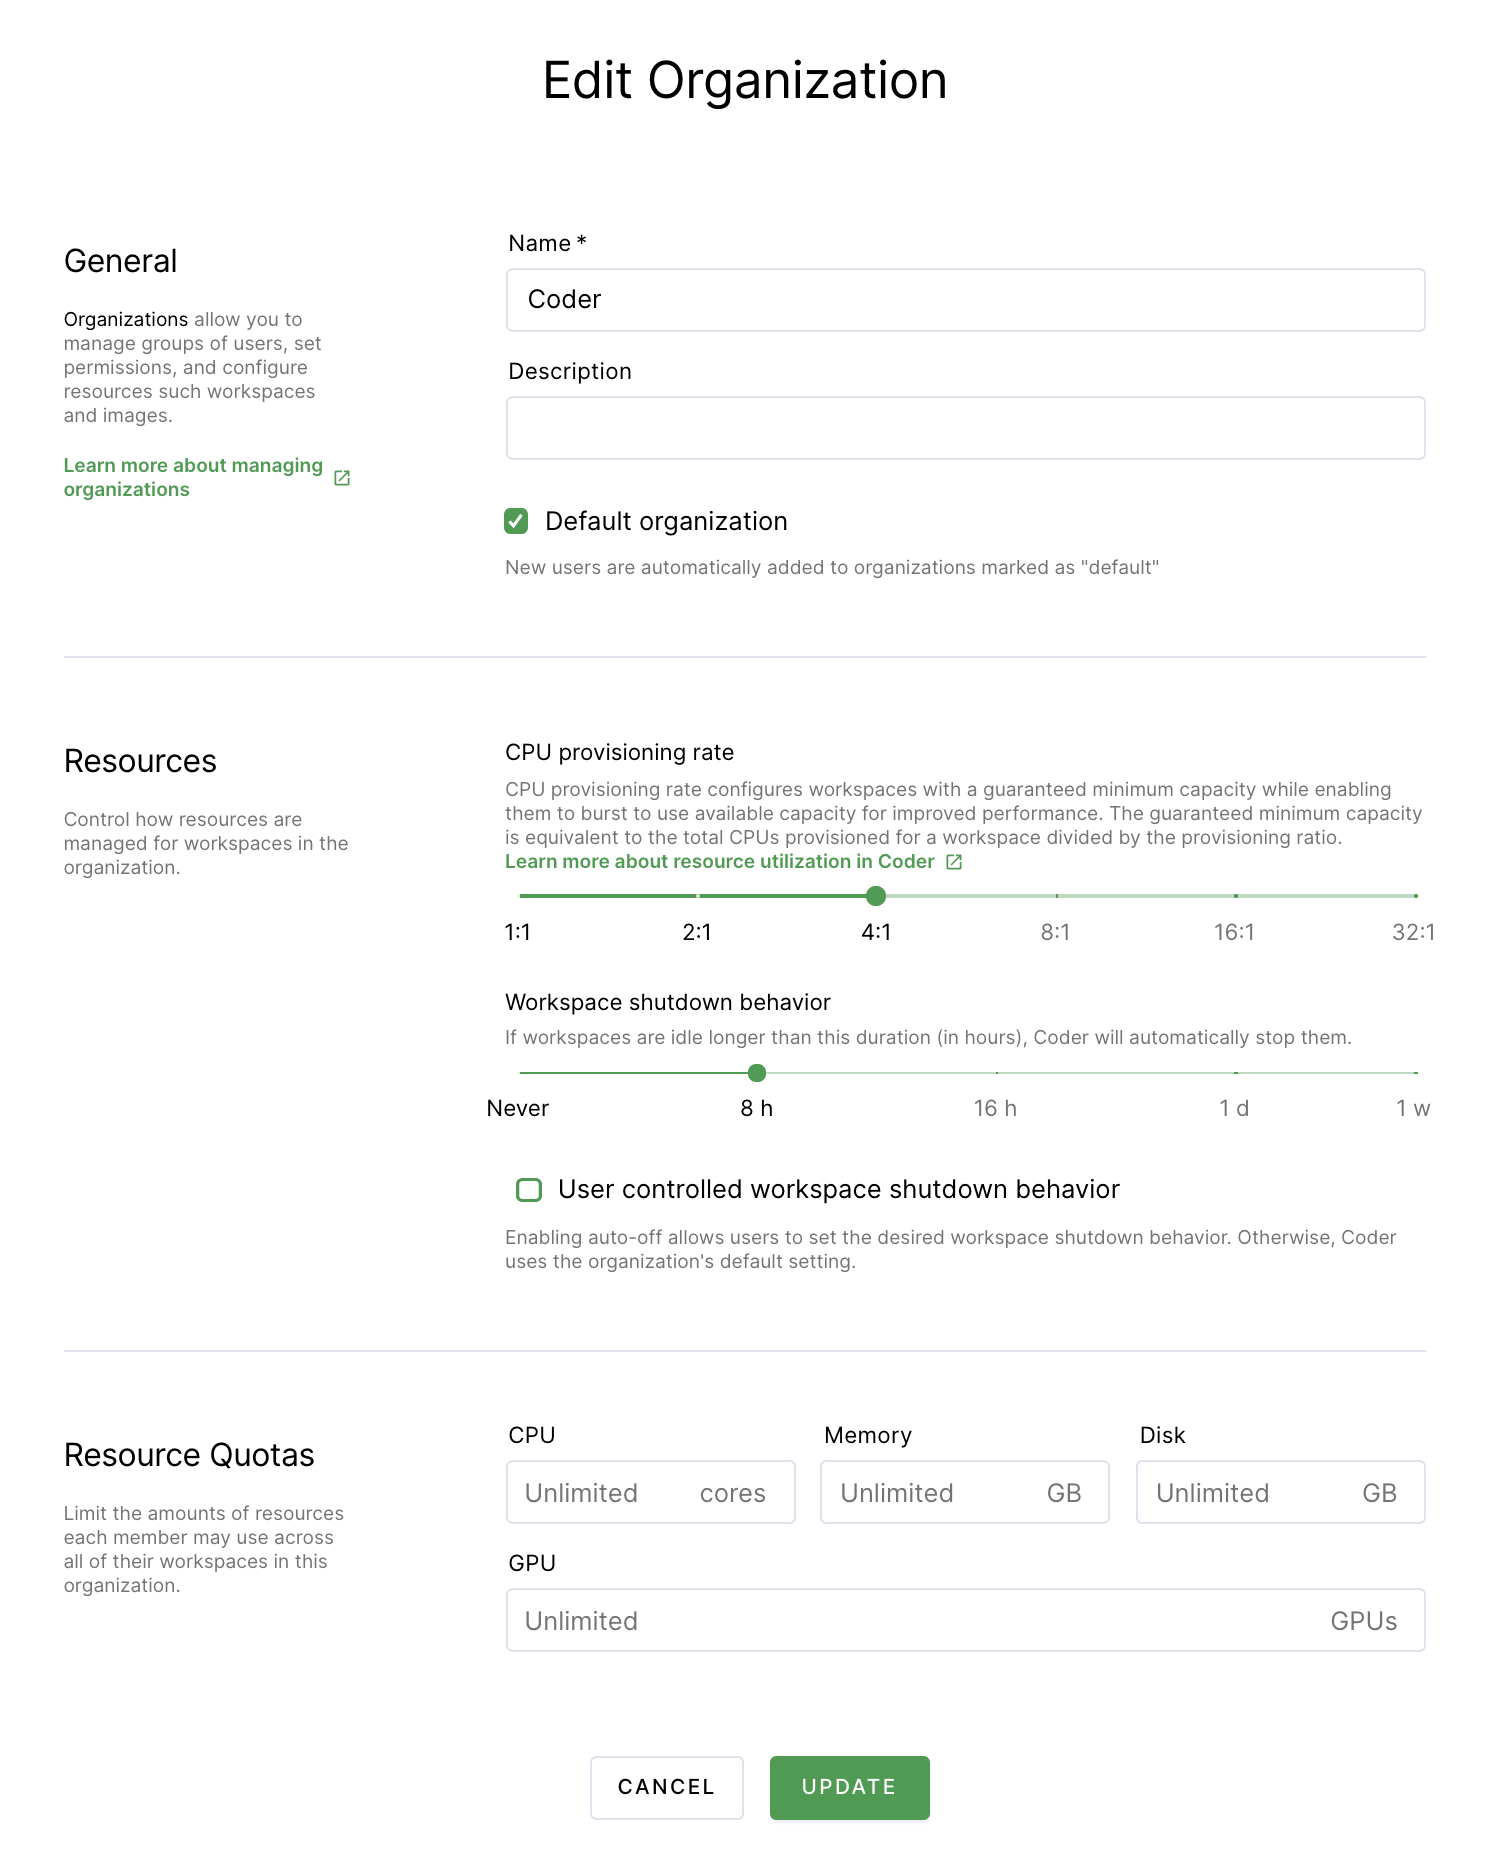 Edit Organization
General
Organizations allow you to
manage groups of users, set
permissions, and configure
resources such workspaces
and images.
Learn more about managing
organizations
Name *
Coder
Description
Default organization
New users are automatically added to organizations marked as "default"
Resources
Control how resources are
managed for workspaces in the
organization.
CPU provisioning rate
CPU provisioning rate configures workspaces with a guaranteed minimum capacity while enabling
them to burst to use available capacity for improved performance. The guaranteed minimum capacity
is equivalent to the total CPUs provisioned for a workspace divided by the provisioning ratio.
Learn more about resource utilization in Coder
1:1 2:1 4:1 8:1 16:1 32:1
Workspace shutdown behavior
If workspaces are idle longer than this duration (in hours), Coder will automatically stop them.
Never 8 h 16 h 1 d 1 w
User controlled workspace shutdown behavior
Enabling auto-off allows users to set the desired workspace shutdown behavior. Otherwise, Coder
uses the organization's default setting.
Resource Quotas
Limit the amounts of resources
each member may use across
all of their workspaces in this
organization.
CPU Memory Disk
Unlimited cores Unlimited GB Unlimited GB
GPU
Unlimited GPUs
CANCEL UPDATE